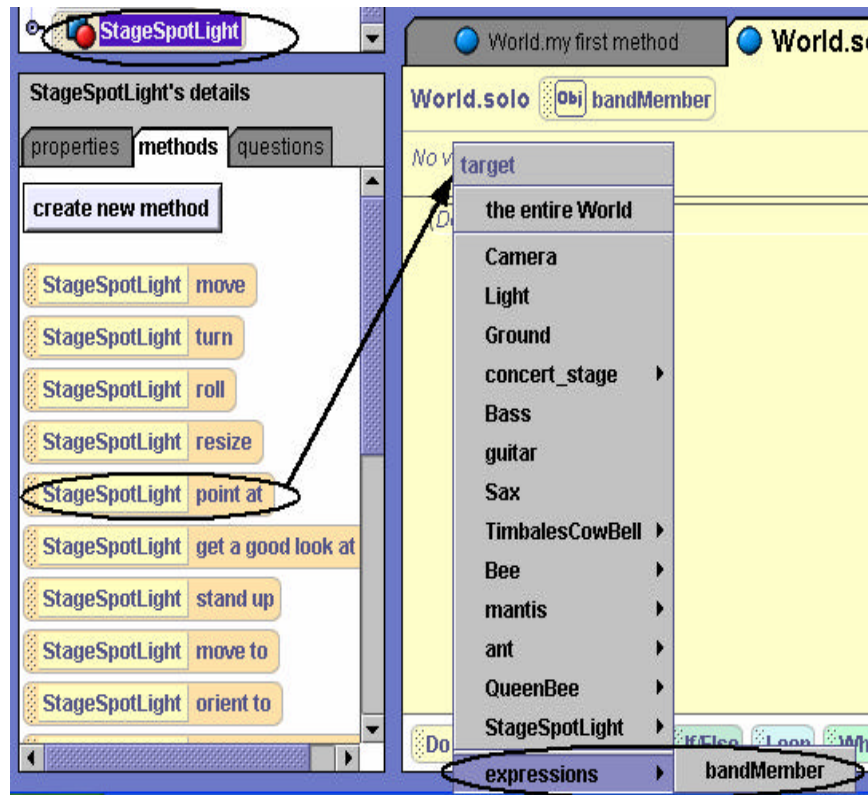 StageSpotLight
StageSpotLight's details
properties methods questions
create new method
StageSpotLight move
StageSpotLight turn
StageSpotLight roll
StageSpotLight resize
StageSpotLight point at
StageSpotLight get a good look at
StageSpotLight stand up
StageSpotLight move to
StageSpotLight orient to
World.my first method
World.solo Obj bandMember
target
the entire World
Camera
Light
Ground
concert_stage
Bass
guitar
Sax
TimbalesCowBell
Bee
mantis
ant
QueenBee
StageSpotLight
expressions
bandMember
No
Do
If/Else
Loop